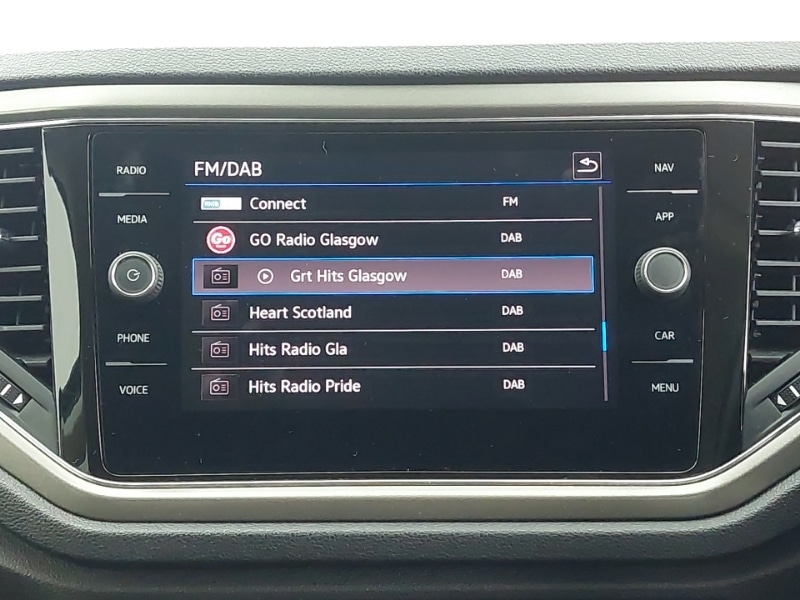 RADIO
MEDIA
PHONE
VOICE
FM/DAB
Connect FM
Go
GO Radio Glasgow DAB
Grt Hits Glasgow DAB
Heart Scotland DAB
Hits Radio Gla DAB
Hits Radio Pride DAB
NAV
APP
CAR
MENU